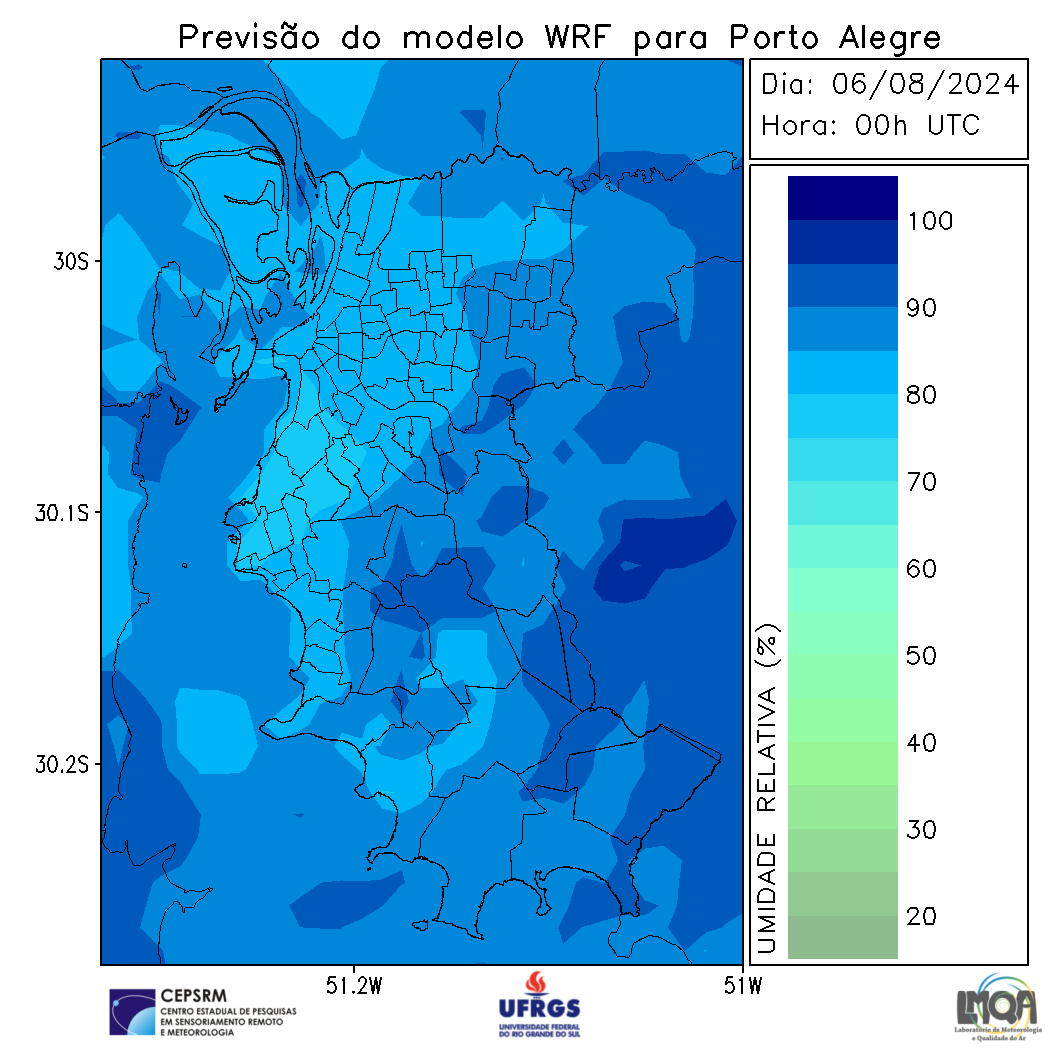 Previsão do modelo WRF para Porto Alegre
Dia: 06/08/2024
Hora: 00h UTC
30S
30.1S
30.2S
51.2W
51W
100
90
80
70
60
50
40
30
20
UMIDADE RELATIVA (%)
CEPSRM
CENTRO ESTADUAL DE PESQUISAS
EM SENSORIAMENTO REMOTO
E METEOROLOGIA
UFRGS
UNIVERSIDADE FEDERAL
DO RIO GRANDE DO SUL
LMQA
Laboratório de Meteorologia
e Qualidade do Ar